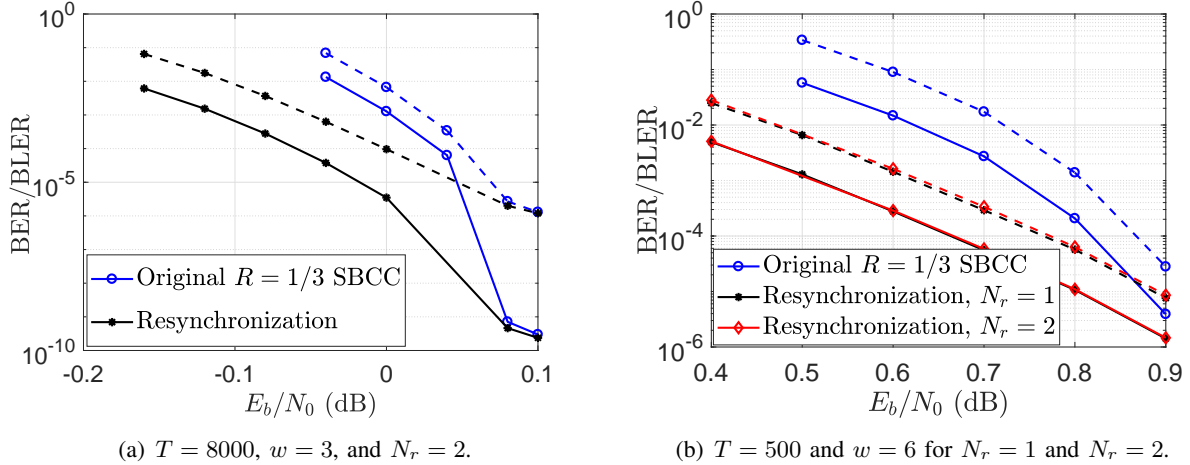 10^0
10^-5
10^-10
BER/BLER
Original R = 1/3 SBCC
Resynchronization
-0.2 -0.1 0 0.1
E_b/N_0 (dB)
(a) T = 8000, w = 3, and N_r = 2.
10^0
10^-2
10^-4
10^-6
BER/BLER
Original R = 1/3 SBCC
Resynchronization, N_r = 1
Resynchronization, N_r = 2
0.4 0.5 0.6 0.7 0.8 0.9
E_b/N_0 (dB)
(b) T = 500 and w = 6 for N_r = 1 and N_r = 2.